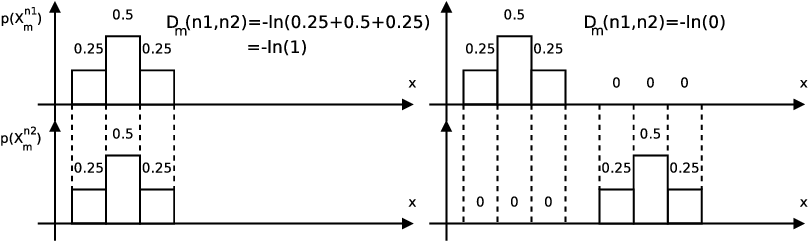 p(X_m^n1)
0.5
0.25 0.25
D_m(n1,n2)=-ln(0.25+0.5+0.25)
=-ln(1)
x
p(X_m^n2)
0.5
0.25 0.25
x
0.5
0.25 0.25
D_m(n1,n2)=-ln(0)
0 0 0
x
0.5
0.25 0.25
0 0 0
x